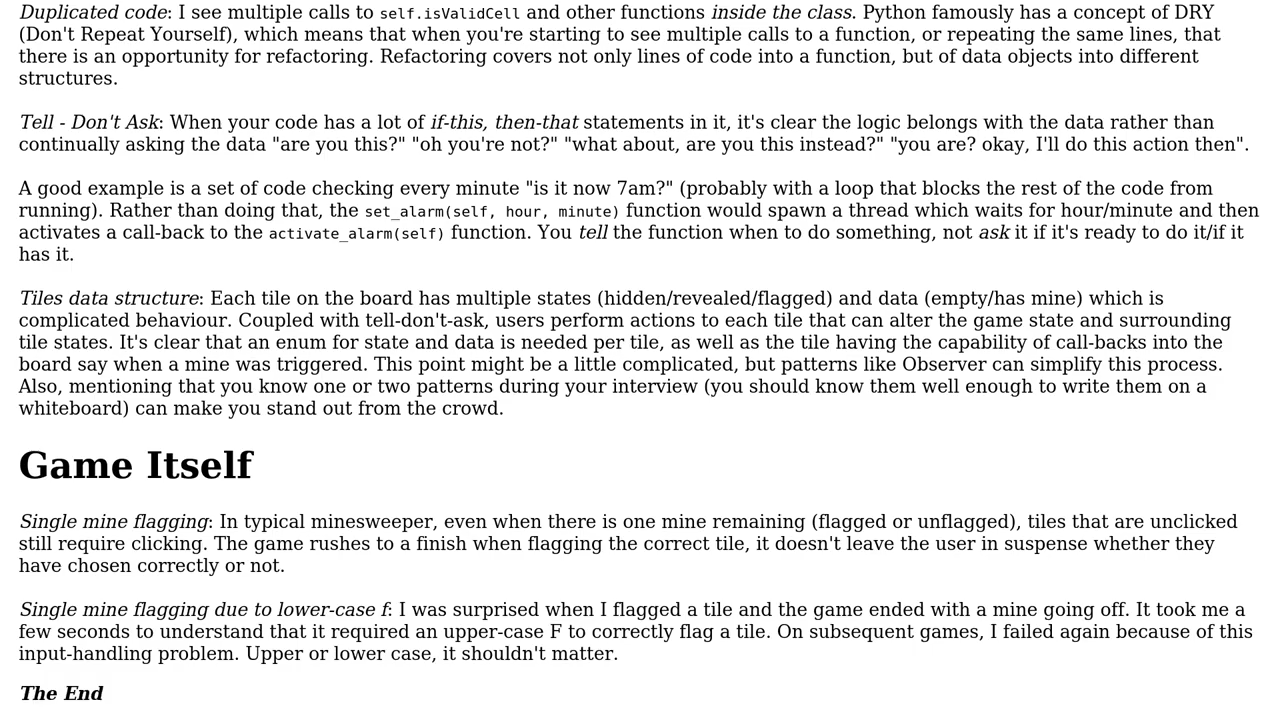 Duplicated code: I see multiple calls to self.isValidCell and other functions inside the class. Python famously has a concept of DRY
(Don't Repeat Yourself), which means that when you're starting to see multiple calls to a function, or repeating the same lines, that
there is an opportunity for refactoring. Refactoring covers not only lines of code into a function, but of data objects into different
structures.
Tell - Don't Ask: When your code has a lot of if-this, then-that statements in it, it's clear the logic belongs with the data rather than
continually asking the data "are you this?" "oh you're not?" "what about, are you this instead?" "you are? okay, I'll do this action then".
A good example is a set of code checking every minute "is it now 7am?" (probably with a loop that blocks the rest of the code from
running). Rather than doing that, the set_alarm(self, hour, minute) function would spawn a thread which waits for hour/minute and then
activates a call-back to the activate_alarm(self) function. You tell the function when to do something, not ask it if it's ready to do it/if it
has it.
Tiles data structure: Each tile on the board has multiple states (hidden/revealed/flagged) and data (empty/has mine) which is
complicated behaviour. Coupled with tell-don't-ask, users perform actions to each tile that can alter the game state and surrounding
tile states. It's clear that an enum for state and data is needed per tile, as well as the tile having the capability of call-backs into the
board say when a mine was triggered. This point might be a little complicated, but patterns like Observer can simplify this process.
Also, mentioning that you know one or two patterns during your interview (you should know them well enough to write them on a
whiteboard) can make you stand out from the crowd.
Game Itself
Single mine flagging: In typical minesweeper, even when there is one mine remaining (flagged or unflagged), tiles that are unclicked
still require clicking. The game rushes to a finish when flagging the correct tile, it doesn't leave the user in suspense whether they
have chosen correctly or not.
Single mine flagging due to lower-case f: I was surprised when I flagged a tile and the game ended with a mine going off. It took me a
few seconds to understand that it required an upper-case F to correctly flag a tile. On subsequent games, I failed again because of this
input-handling problem. Upper or lower case, it shouldn't matter.
The End